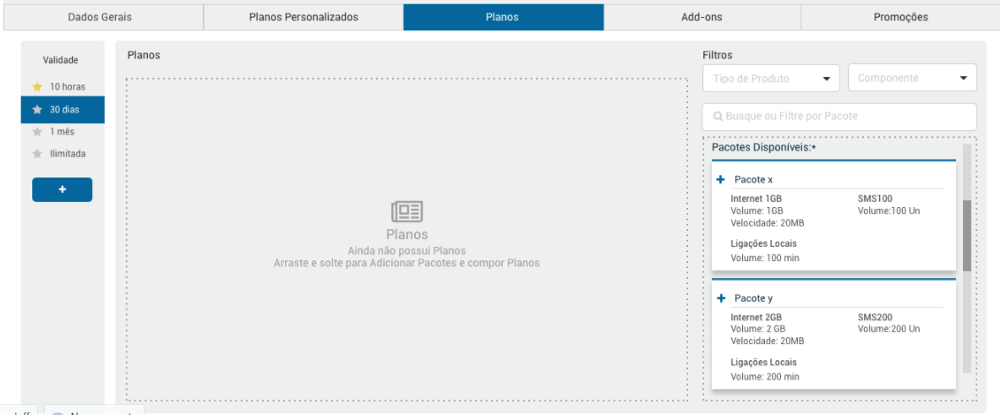 Dados Gerais
Planos Personalizados
Planos
Add-ons
Promoções
Validade
10 horas
30 dias
1 mês
Ilimitada
+
Planos
Planos
Ainda não possui Planos
Arraste e solte para Adicionar Pacotes e compor Planos
Filtros
Tipo de Produto
Componente
Busque ou Filtre por Pacote
Pacotes Disponíveis:*
+ Pacote x
Internet 1GB
Volume: 1GB
Velocidade: 20MB
SMS100
Volume:100 Un
Ligações Locais
Volume: 100 min
+ Pacote y
Internet 2GB
Volume: 2 GB
Velocidade: 20MB
SMS200
Volume:200 Un
Ligações Locais
Volume: 200 min